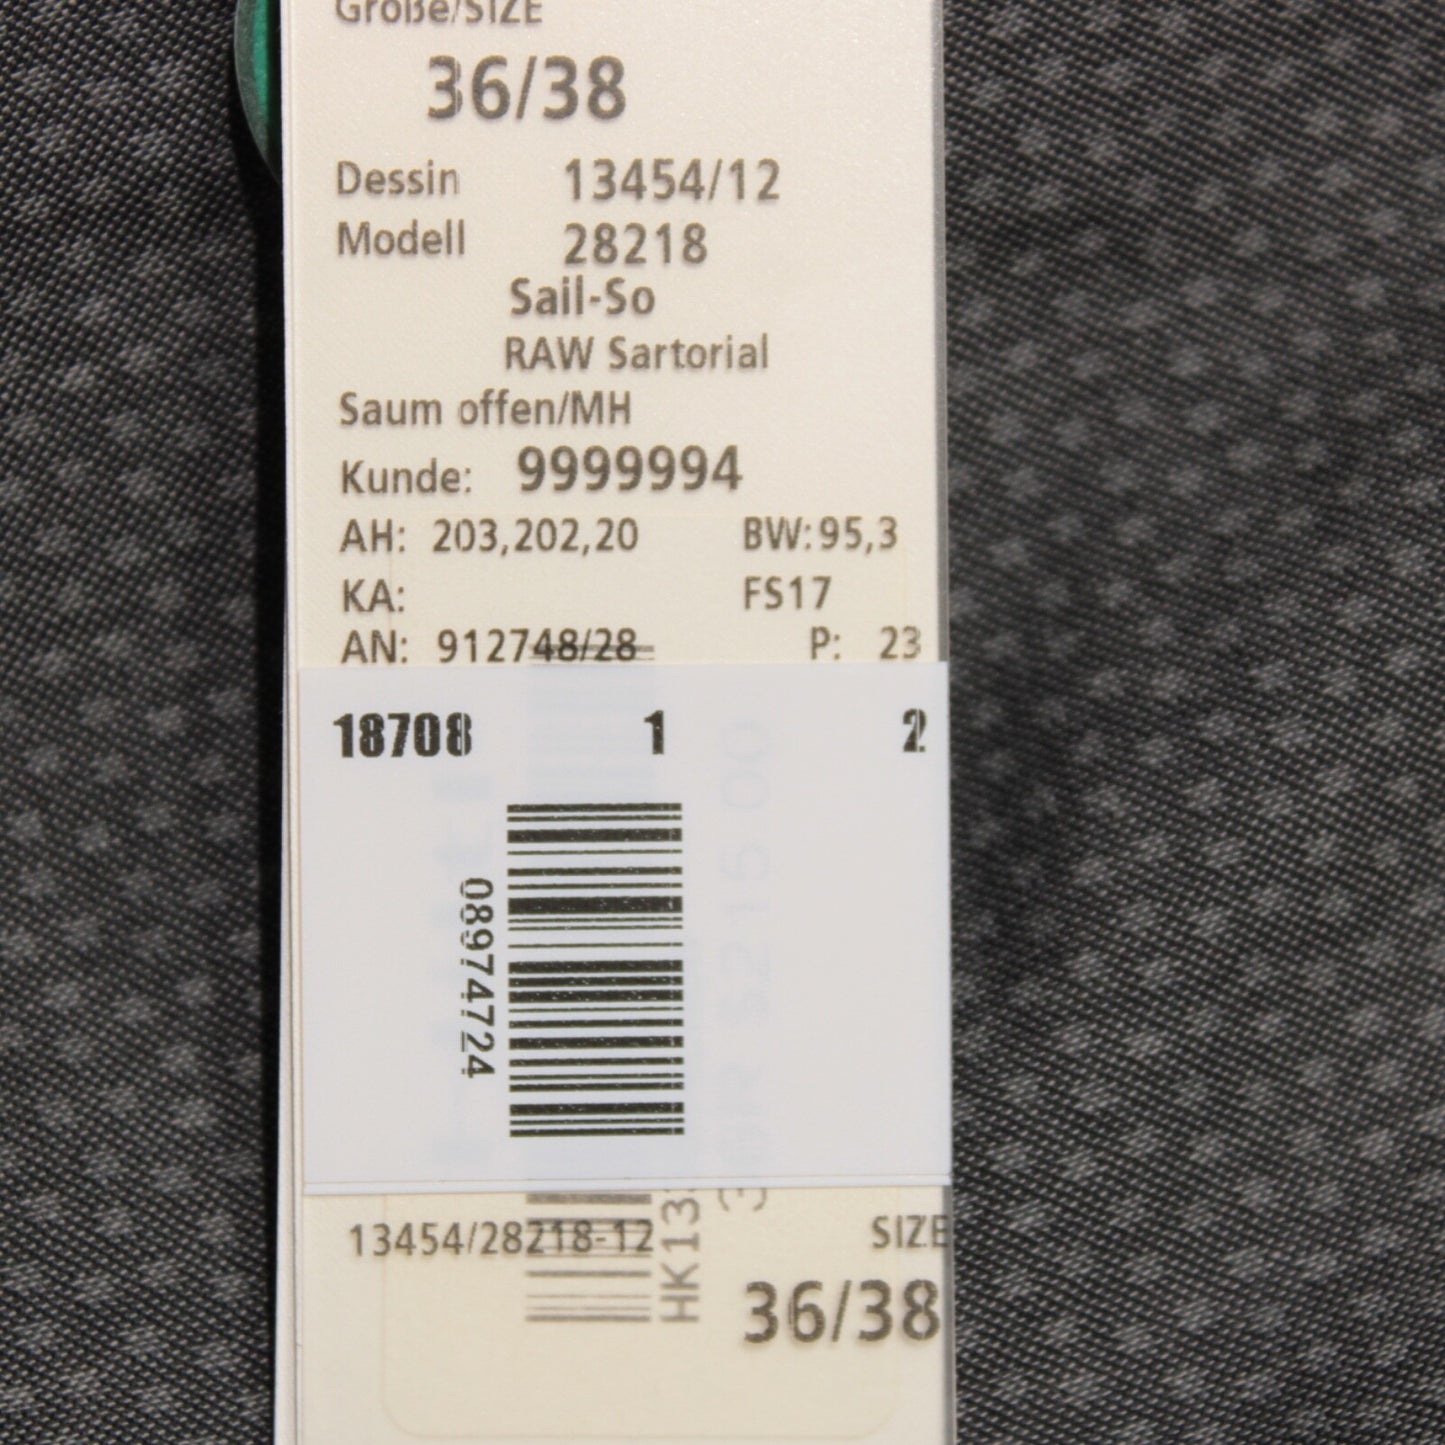 Größe/SIZE
36/38
Dessin 13454/12
Modell 28218
Sail-So
RAW Sartorial
Saum offen/MH
Kunde: 9999994
AH: 203,202,20 BW: 95,3
KA: FS17
AN: 912748/28 P: 23
18708 1 2
08974724
13454/28218-12 SIZE
36/38
HK13